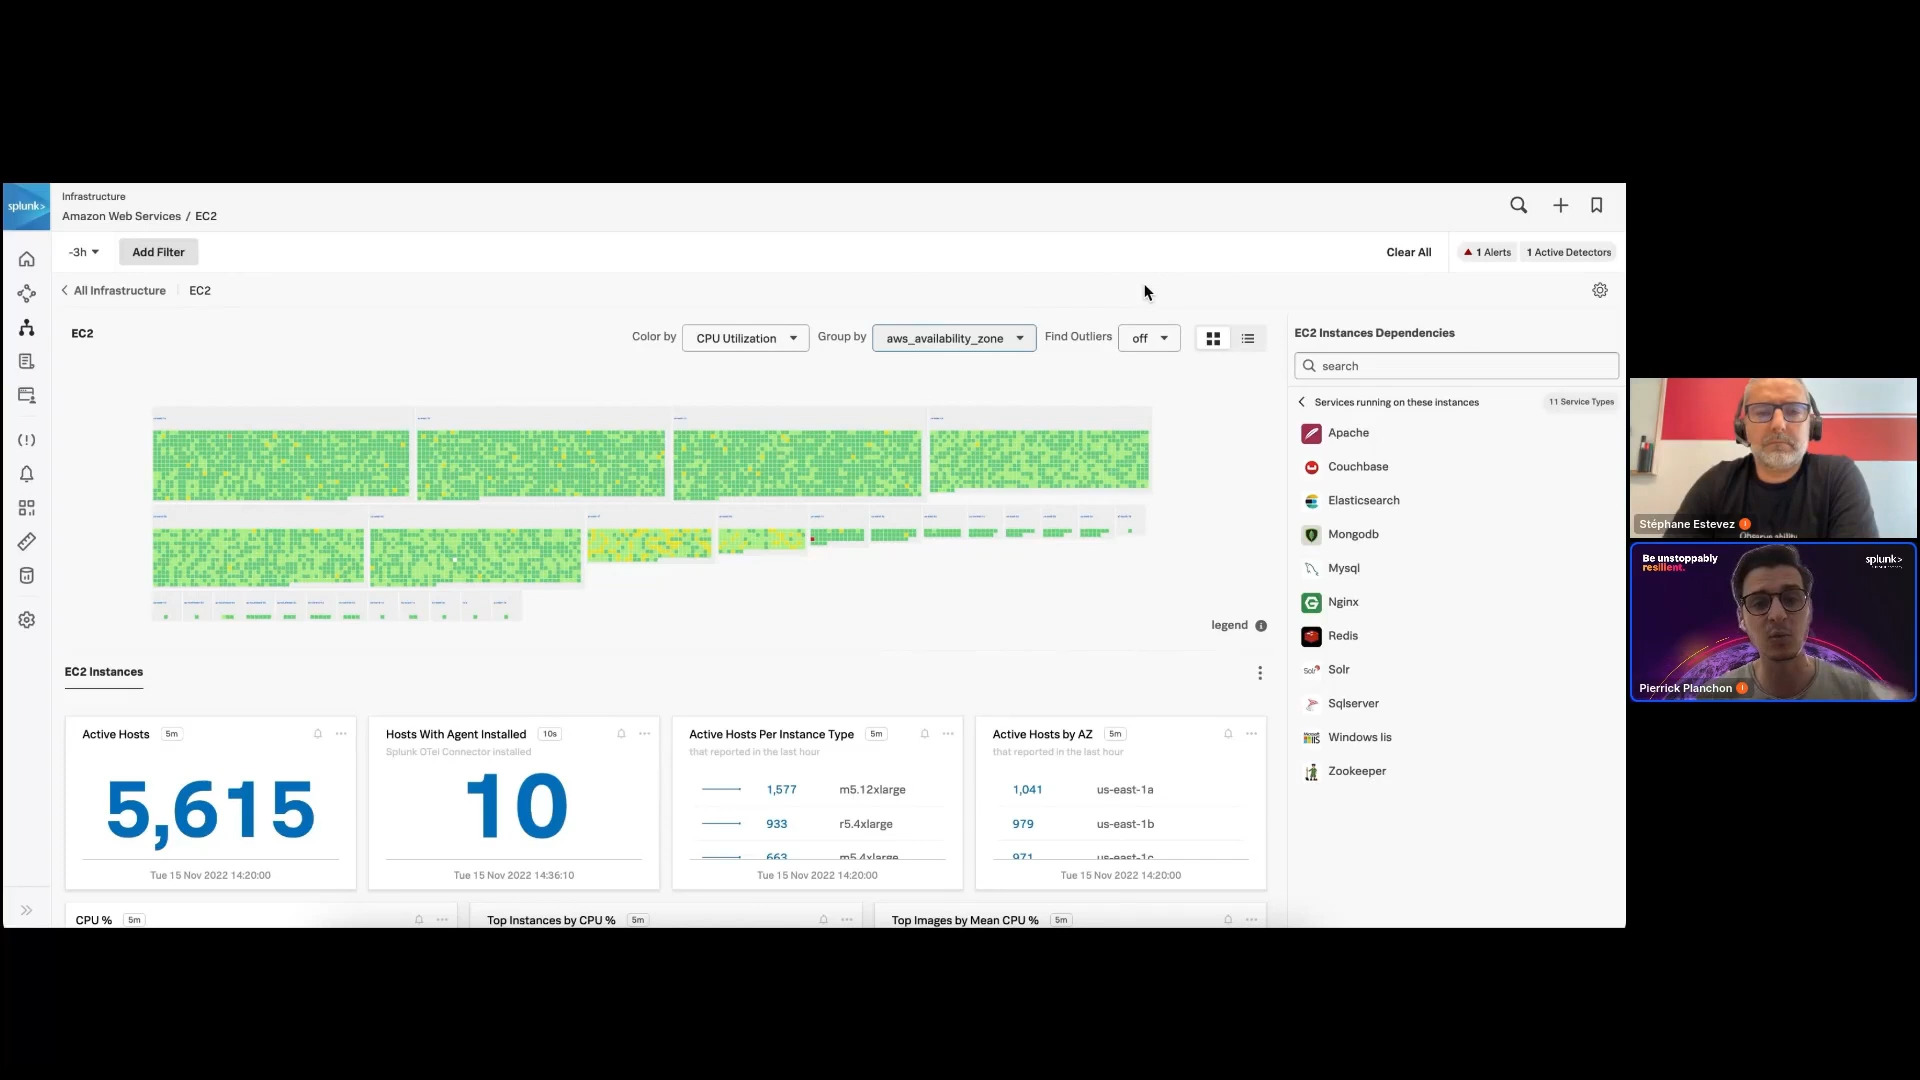 splunk>
Infrastructure
Amazon Web Services / EC2
-3h
Add Filter
Clear All
1 Alerts
1 Active Detectors
All Infrastructure
EC2
EC2
Color by
CPU Utilization
Group by
aws_availability_zone
Find Outliers
off
legend
EC2 Instances Dependencies
search
Services running on these instances
11 Service Types
Apache
Couchbase
Elasticsearch
Mongodb
Mysql
Nginx
Redis
Solr
Sqlserver
Windows Iis
Zookeeper
EC2 Instances
Active Hosts 5m
5,615
Tue 15 Nov 2022 14:20:00
Hosts With Agent Installed 10s
Splunk OTel Connector installed
10
Tue 15 Nov 2022 14:36:10
Active Hosts Per Instance Type 5m
that reported in the last hour
1,577 m5.12xlarge
933 r5.4xlarge
663 m5.4xlarge
Tue 15 Nov 2022 14:20:00
Active Hosts by AZ 5m
that reported in the last hour
1,041 us-east-1a
979 us-east-1b
971 us-east-1c
Tue 15 Nov 2022 14:20:00
CPU % 5m
Top Instances by CPU % 5m
Top Images by Mean CPU % 5m
Stéphane Estevez
Be unstoppably
resilient.
splunk>
Pierrick Planchon